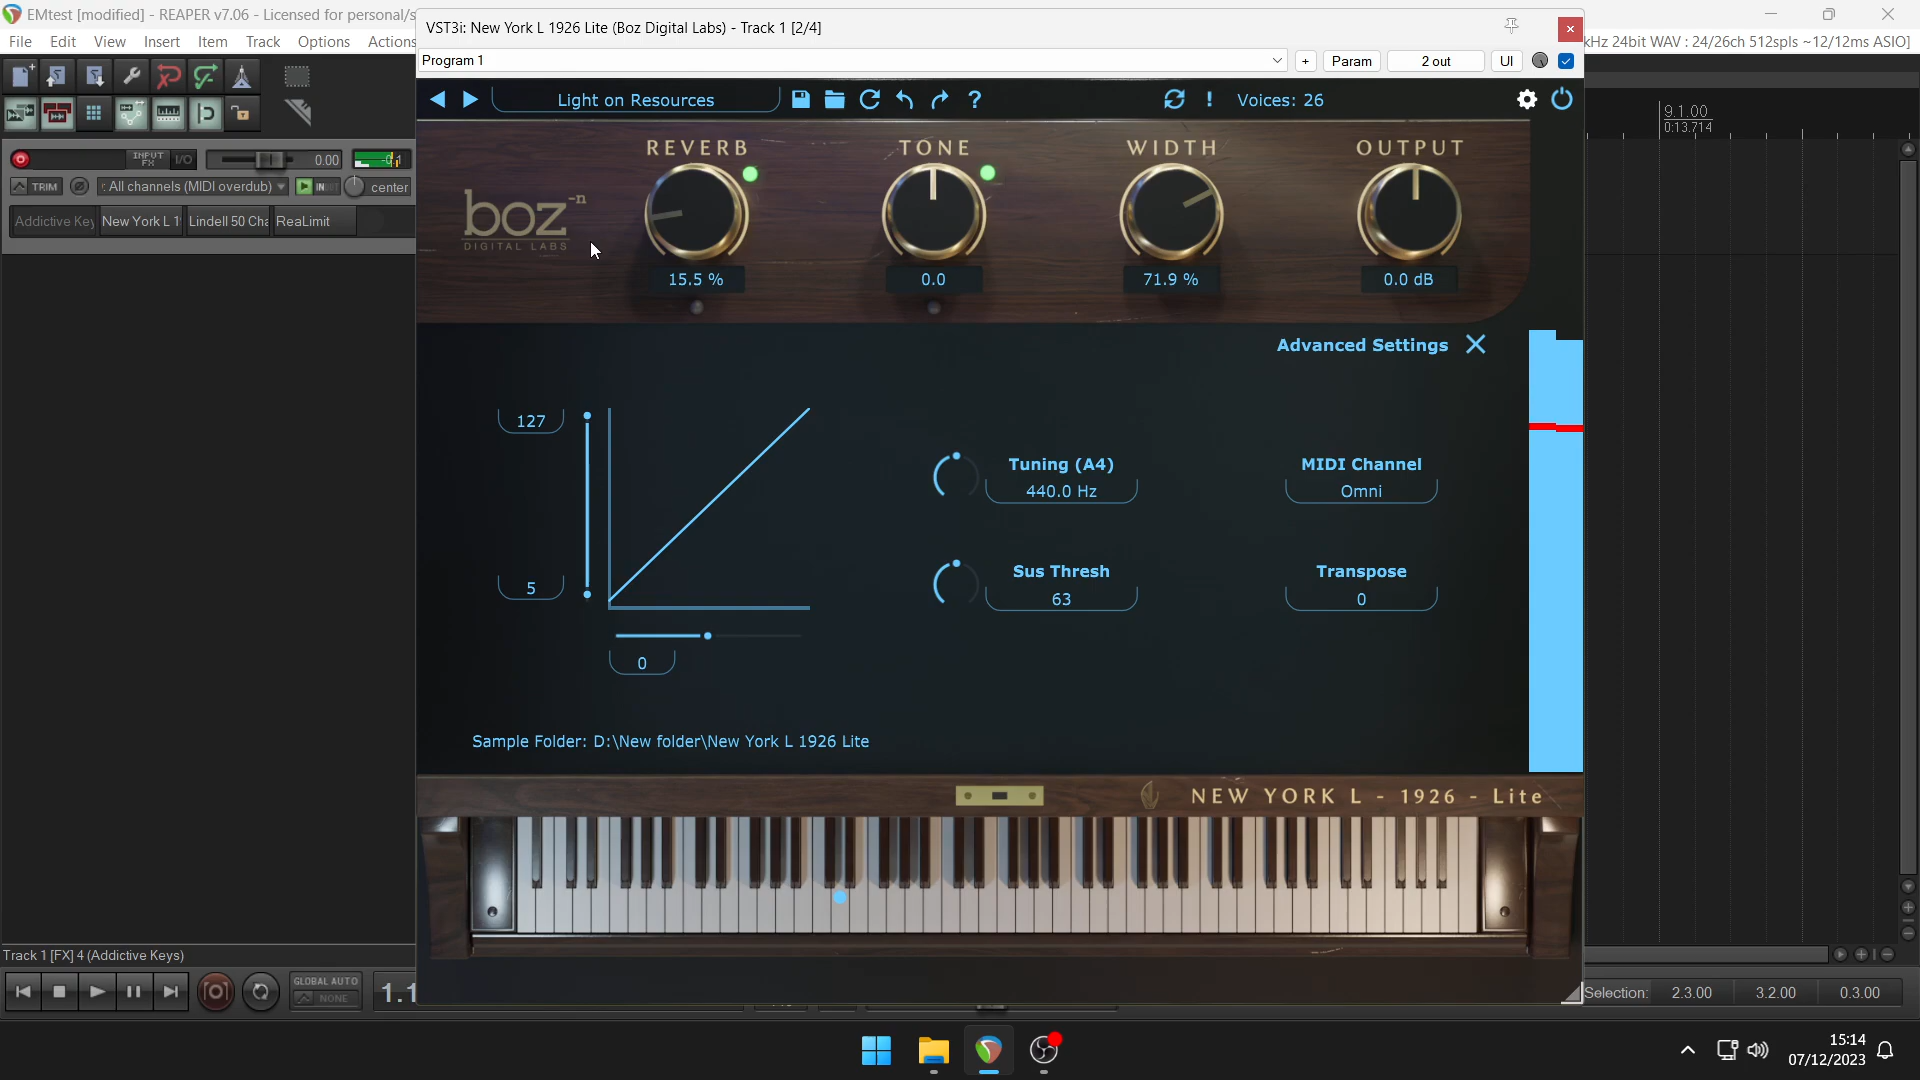 EMtest [modified] - REAPER v7.06 - Licensed for personal/s
File Edit View Insert Item Track Options Actions
VST3i: New York L 1926 Lite (Boz Digital Labs) - Track 1 [2/4]
kHz 24bit WAV : 24/26ch 512spls ~12/12ms ASIO]
Program 1
+ Param 2 out UI
Light on Resources
? ! Voices: 26
9.1.00
0:13.714
REVERB TONE WIDTH OUTPUT
boz
DIGITAL LABS
15.5 % 0.0 71.9 % 0.0 dB
INPUT FX I/O 0.00
TRIM : All channels (MIDI overdub) IN center
Addictive Key New York L 1 Lindell 50 Cha ReaLimit
Advanced Settings
127
5
0
Tuning (A4)
440.0 Hz
MIDI Channel
Omni
Sus Thresh
63
Transpose
0
Sample Folder: D:\New folder\New York L 1926 Lite
NEW YORK L - 1926 - Lite
Track 1 [FX] 4 (Addictive Keys)
GLOBAL AUTO
NONE
1.1
Selection: 2.3.00 3.2.00 0.3.00
15:14
07/12/2023